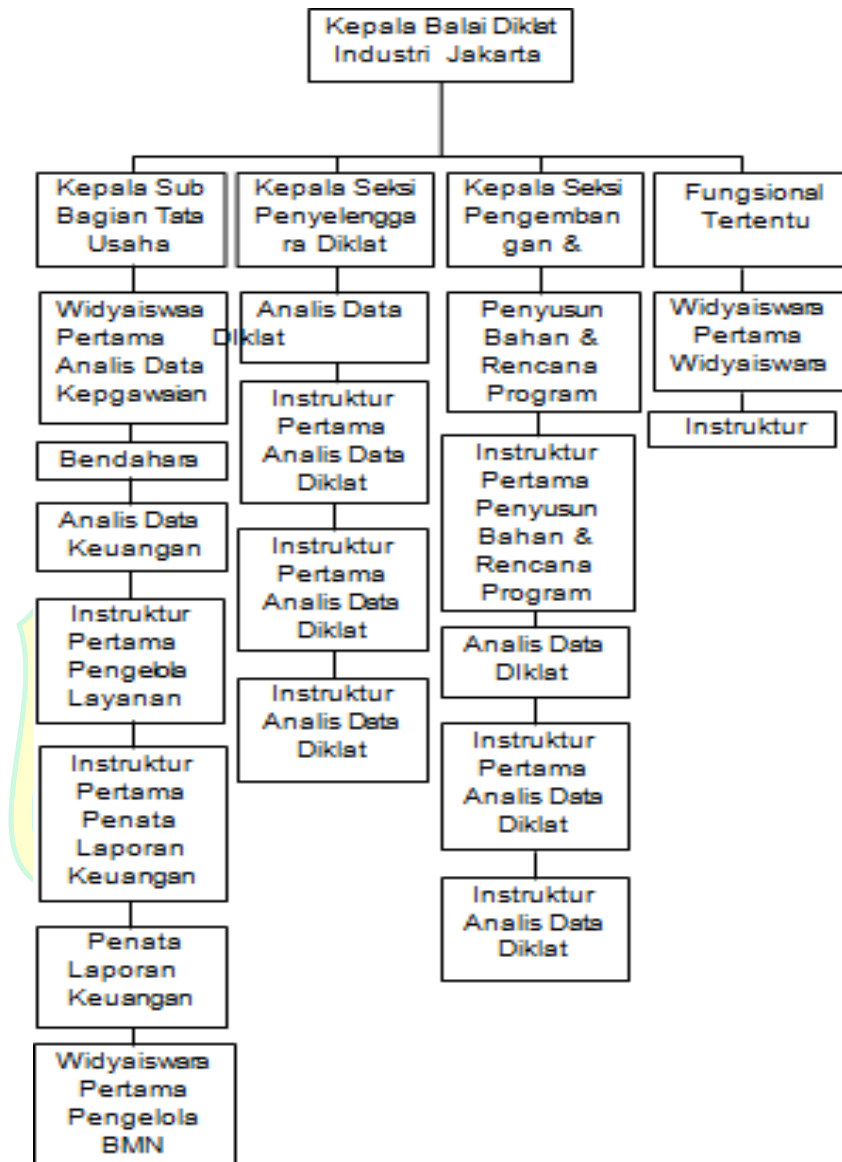 Kepala Balai Diklat
Industri Jakarta
Kepala Sub
Bagian Tata
Usaha
Widyaiswaa
Pertama
Analis Data
Kepgawaian
Bendahara
Analis Data
Keuangan
Instruktur
Pertama
Pengelola
Layanan
Instruktur
Pertama
Penata
Laporan
Keuangan
Penata
Laporan
Keuangan
Widyaiswara
Pertama
Pengelola
BMN
Kepala Seksi
Penyelengga
ra Diklat
Analis Data
DIklat
Instruktur
Pertama
Analis Data
Diklat
Instruktur
Pertama
Analis Data
Diklat
Instruktur
Analis Data
Diklat
Kepala Seksi
Pengemban
gan &
Penyusun
Bahan &
Rencana
Program
Instruktur
Pertama
Penyusun
Bahan &
Rencana
Program
Analis Data
DIklat
Instruktur
Pertama
Analis Data
Diklat
Instruktur
Analis Data
Diklat
Fungsional
Tertentu
Widyaiswara
Pertama
Widyaiswara
Instruktur